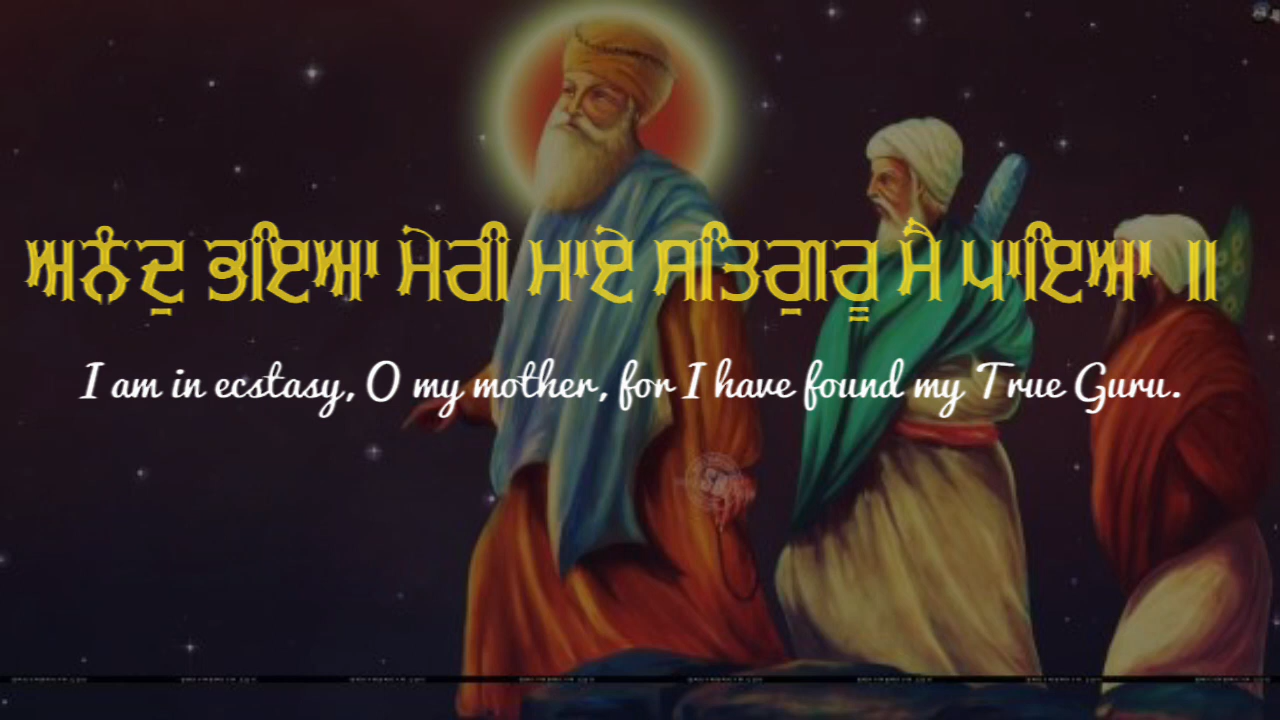 ਅਨੰਦੁ ਭਇਆ ਮੇਰੀ ਮਾਏ ਸਤਿਗੁਰੂ ਮੈ ਪਾਇਆ ॥
I am in ecstasy, O my mother, for I have found my True Guru.